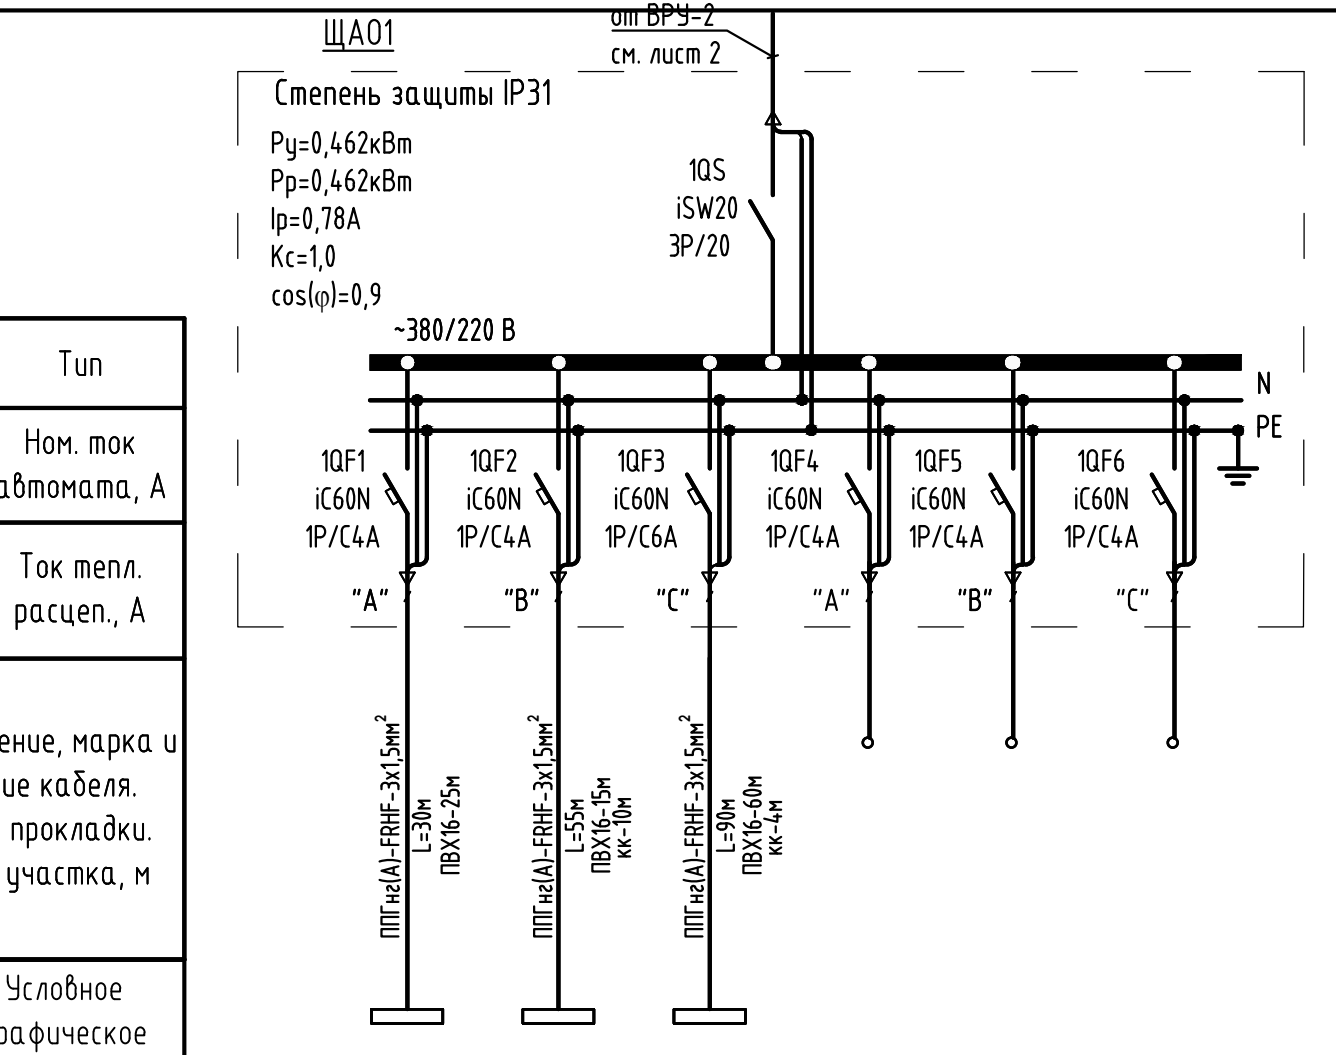 ЩАО1
от ВРУ-2
см. лист 2
Степень защиты IP31
Ру=0,462кВт
Рр=0,462кВт
Iр=0,78А
Кс=1,0
cos(φ)=0,9
1QS
iSW20
3P/20
~380/220 В
N
PE
1QF1
iC60N
1P/C4A
"А"
1QF2
iC60N
1P/C4A
"В"
1QF3
iC60N
1P/C6A
"С"
1QF4
iC60N
1P/C4A
"А"
1QF5
iC60N
1P/C4A
"В"
1QF6
iC60N
1P/C4A
"С"
ППГнг(А)-FRHF-3х1,5мм²
L=30м
ПВХ16-25м
ППГнг(А)-FRHF-3х1,5мм²
L=55м
ПВХ16-15м
кк-10м
ППГнг(А)-FRHF-3х1,5мм²
L=90м
ПВХ16-60м
кк-4м
Тип
Ном. ток
автомата, А
Ток тепл.
расцеп., А
ение, марка и
ие кабеля.
прокладки.
участка, м
Условное
рафическое